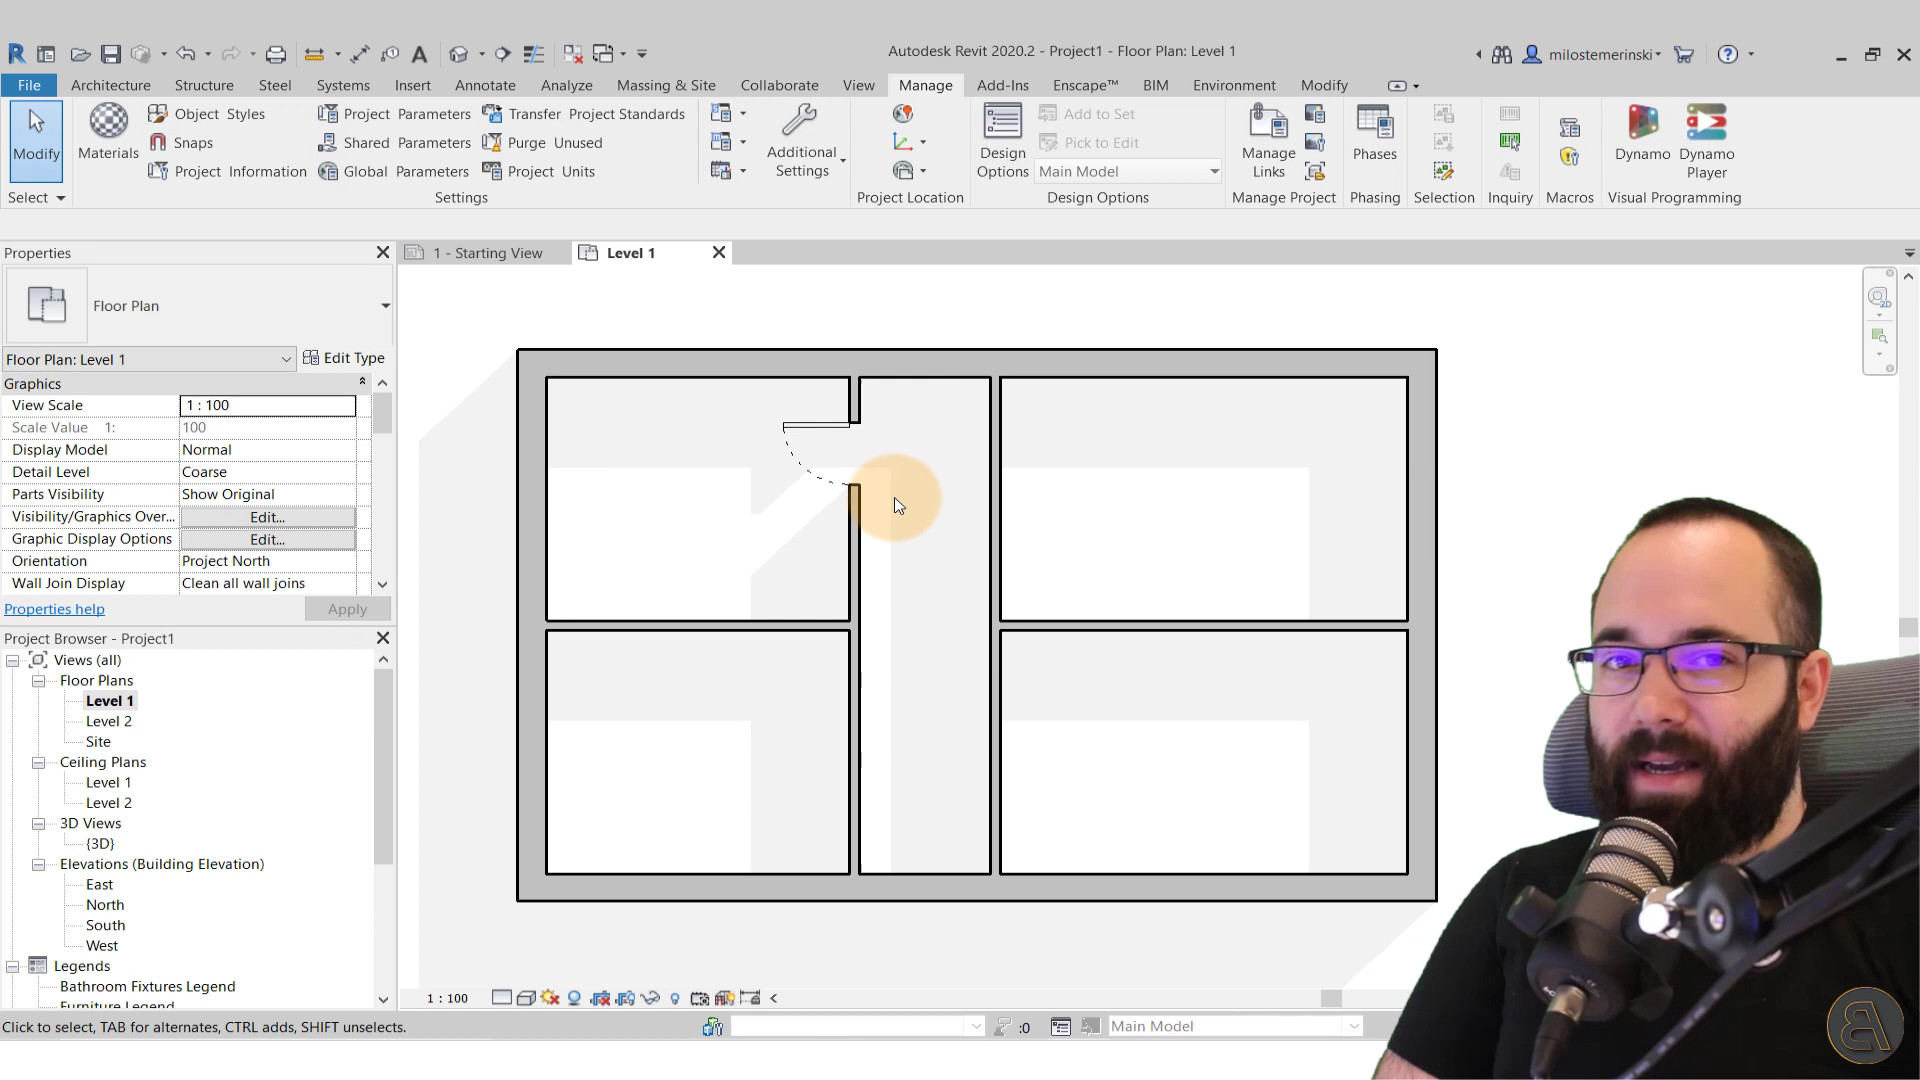 Autodesk Revit 2020.2 - Project1 - Floor Plan: Level 1
milostemerinski
File Architecture Structure Steel Systems Insert Annotate Analyze Massing & Site Collaborate View Manage Add-Ins Enscape™ BIM Environment Modify
Modify
Materials
Object Styles
Snaps
Project Information
Project Parameters
Shared Parameters
Global Parameters
Transfer Project Standards
Purge Unused
Project Units
Additional
Settings
Design
Options
Add to Set
Pick to Edit
Main Model
Manage
Links
Phases
Dynamo
Dynamo
Player
Select
Settings
Project Location
Design Options
Manage Project
Phasing
Selection
Inquiry
Macros
Visual Programming
Properties
1 - Starting View
Level 1
2D
Floor Plan
Floor Plan: Level 1
Edit Type
Graphics
View Scale 1 : 100
Scale Value 1: 100
Display Model Normal
Detail Level Coarse
Parts Visibility Show Original
Visibility/Graphics Over... Edit...
Graphic Display Options Edit...
Orientation Project North
Wall Join Display Clean all wall joins
Properties help
Apply
Project Browser - Project1
Views (all)
Floor Plans
Level 1
Level 2
Site
Ceiling Plans
Level 1
Level 2
3D Views
{3D}
Elevations (Building Elevation)
East
North
South
West
Legends
Bathroom Fixtures Legend
Furniture Legend
1 : 100
Click to select, TAB for alternates, CTRL adds, SHIFT unselects.
:0
Main Model